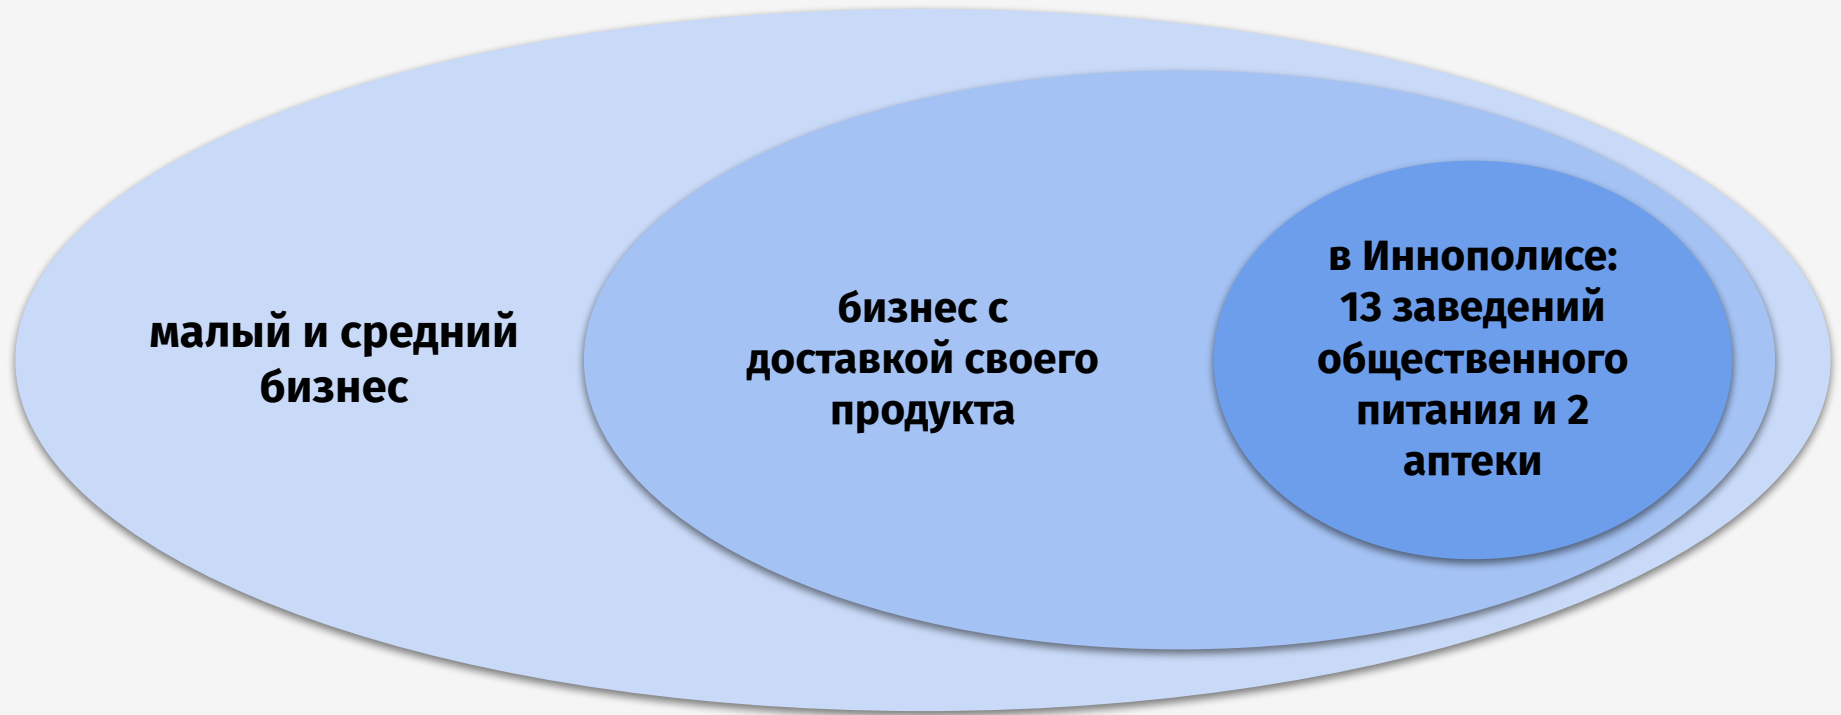 малый и средний
бизнес
бизнес с
доставкой своего
продукта
в Иннополисе:
13 заведений
общественного
питания и 2
аптеки